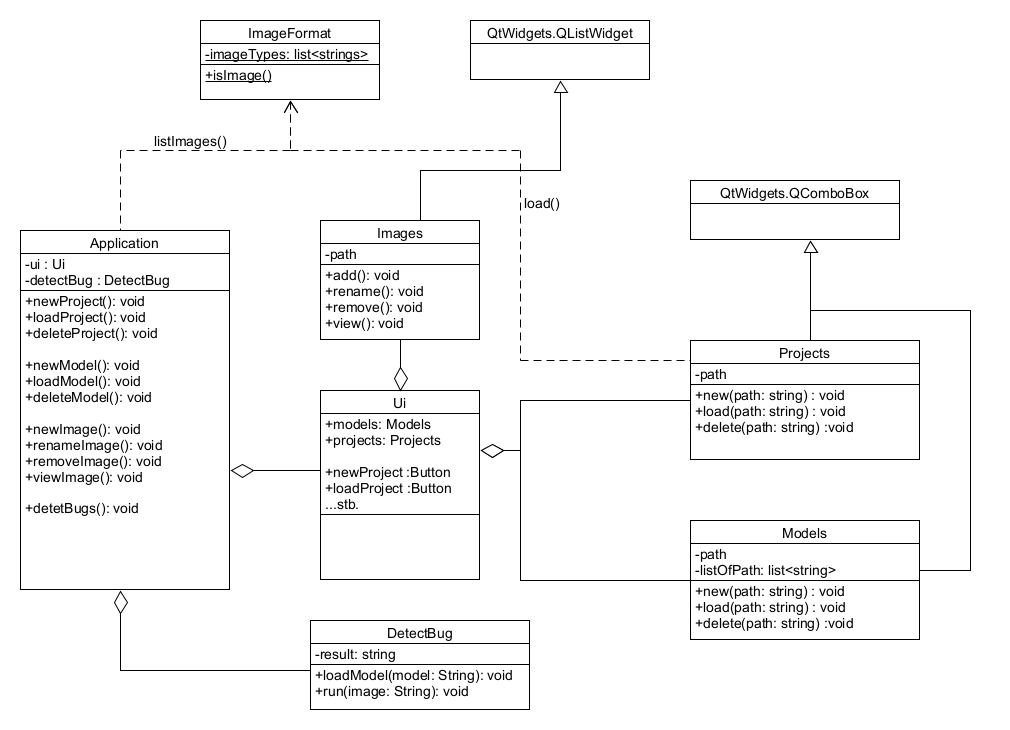 ImageFormat
-imageTypes: list<strings>
+isImage()
QtWidgets.QListWidget
listImages()
load()
QtWidgets.QComboBox
Application
-ui : Ui
-detectBug : DetectBug
+newProject(): void
+loadProject(): void
+deleteProject(): void
+newModel(): void
+loadModel(): void
+deleteModel(): void
+newImage(): void
+renameImage(): void
+removeImage(): void
+viewImage(): void
+detetBugs(): void
Images
-path
+add(): void
+rename(): void
+remove(): void
+view(): void
Ui
+models: Models
+projects: Projects
+newProject :Button
+loadProject :Button
...stb.
Projects
-path
+new(path: string) : void
+load(path: string) : void
+delete(path: string) :void
Models
-path
-listOfPath: list<string>
+new(path: string) : void
+load(path: string) : void
+delete(path: string) :void
DetectBug
-result: string
+loadModel(model: String): void
+run(image: String): void